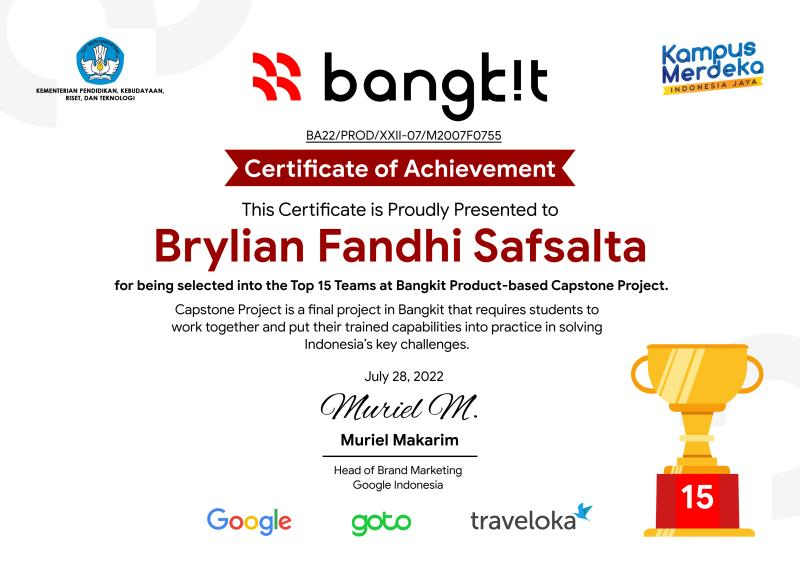 KEMENTERIAN PENDIDIKAN, KEBUDAYAAN,
RISET, DAN TEKNOLOGI
bangk!t
Kampus
Merdeka
INDONESIA JAYA
BA22/PROD/XXII-07/M2007F0755
Certificate of Achievement
This Certificate is Proudly Presented to
Brylian Fandhi Safsalta
for being selected into the Top 15 Teams at Bangkit Product-based Capstone Project.
Capstone Project is a final project in Bangkit that requires students to
work together and put their trained capabilities into practice in solving
Indonesia's key challenges.
July 28, 2022
Muriel M.
Muriel Makarim
Head of Brand Marketing
Google Indonesia
15
Google
goto
traveloka